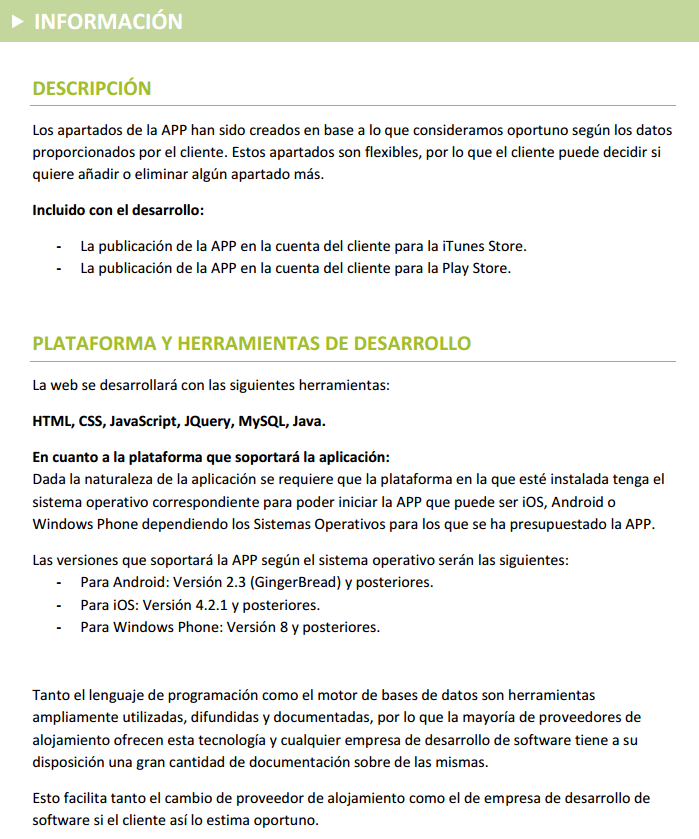 INFORMACIÓN
DESCRIPCIÓN
Los apartados de la APP han sido creados en base a lo que consideramos oportuno según los datos
proporcionados por el cliente. Estos apartados son flexibles, por lo que el cliente puede decidir si
quiere añadir o eliminar algún apartado más.
Incluido con el desarrollo:
- La publicación de la APP en la cuenta del cliente para la iTunes Store.
- La publicación de la APP en la cuenta del cliente para la Play Store.
PLATAFORMA Y HERRAMIENTAS DE DESARROLLO
La web se desarrollará con las siguientes herramientas:
HTML, CSS, JavaScript, JQuery, MySQL, Java.
En cuanto a la plataforma que soportará la aplicación:
Dada la naturaleza de la aplicación se requiere que la plataforma en la que esté instalada tenga el
sistema operativo correspondiente para poder iniciar la APP que puede ser iOS, Android o
Windows Phone dependiendo los Sistemas Operativos para los que se ha presupuestado la APP.
Las versiones que soportará la APP según el sistema operativo serán las siguientes:
- Para Android: Versión 2.3 (GingerBread) y posteriores.
- Para iOS: Versión 4.2.1 y posteriores.
- Para Windows Phone: Versión 8 y posteriores.
Tanto el lenguaje de programación como el motor de bases de datos son herramientas
ampliamente utilizadas, difundidas y documentadas, por lo que la mayoría de proveedores de
alojamiento ofrecen esta tecnología y cualquier empresa de desarrollo de software tiene a su
disposición una gran cantidad de documentación sobre de las mismas.
Esto facilita tanto el cambio de proveedor de alojamiento como el de empresa de desarrollo de
software si el cliente así lo estima oportuno.